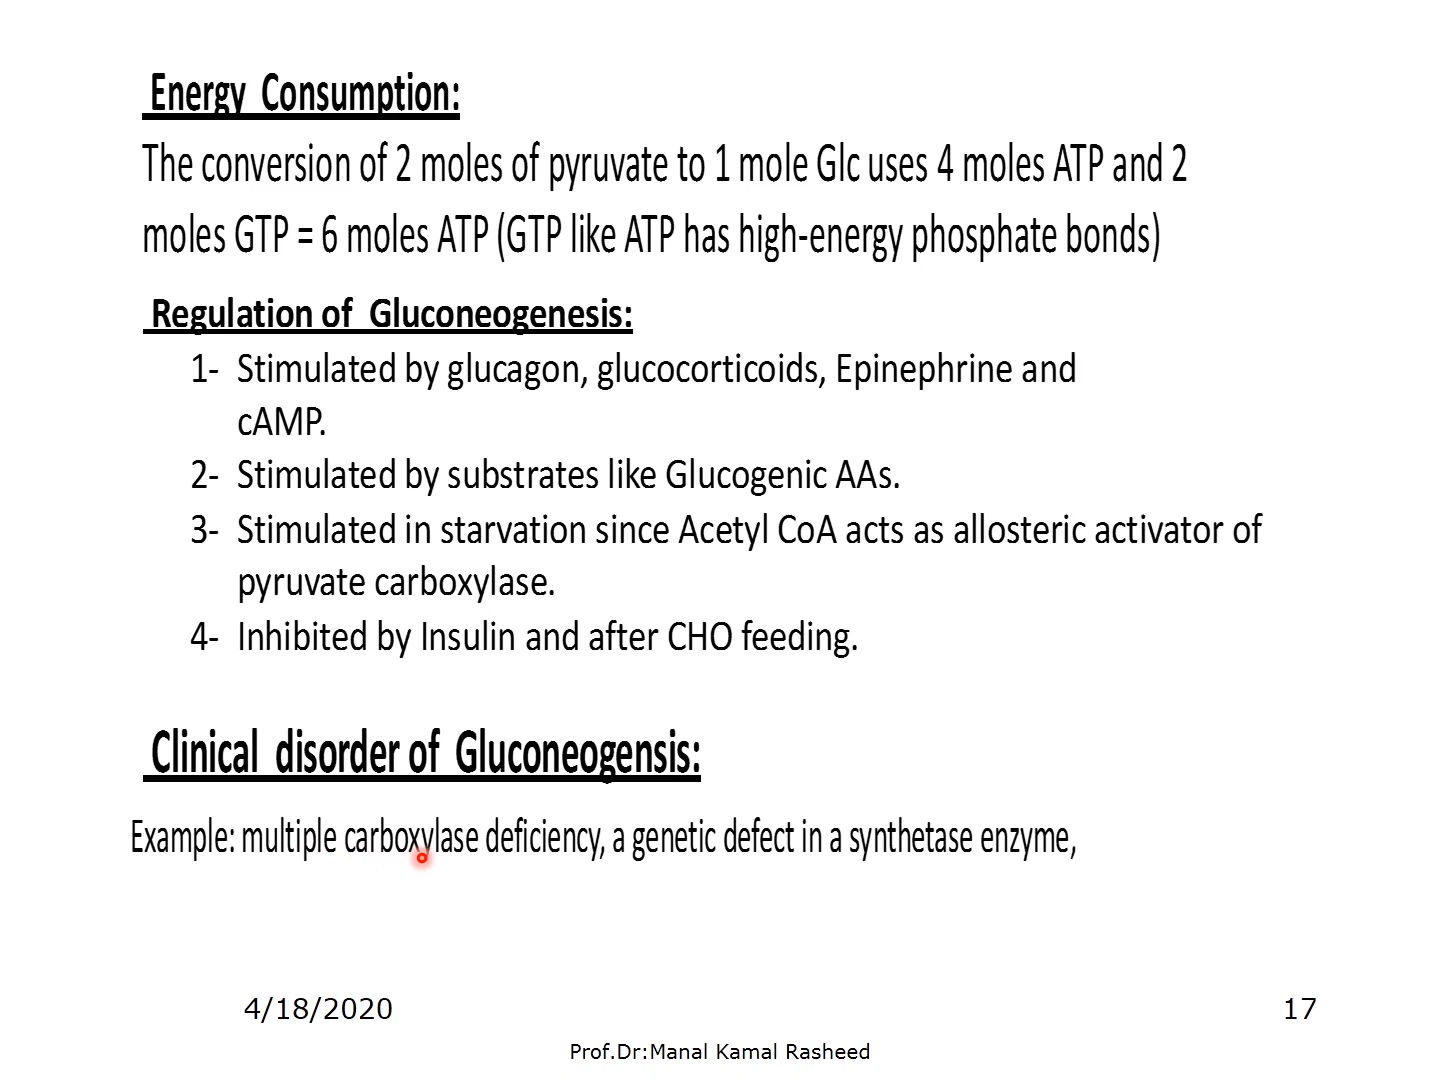 Energy Consumption:
The conversion of 2 moles of pyruvate to 1 mole Glc uses 4 moles ATP and 2
moles GTP = 6 moles ATP (GTP like ATP has high-energy phosphate bonds)
Regulation of Gluconeogenesis:
1- Stimulated by glucagon, glucocorticoids, Epinephrine and
cAMP.
2- Stimulated by substrates like Glucogenic AAs.
3- Stimulated in starvation since Acetyl CoA acts as allosteric activator of
pyruvate carboxylase.
4- Inhibited by Insulin and after CHO feeding.
Clinical disorder of Gluconeogensis:
Example: multiple carboxylase deficiency, a genetic defect in a synthetase enzyme,
4/18/2020
17
Prof.Dr:Manal Kamal Rasheed